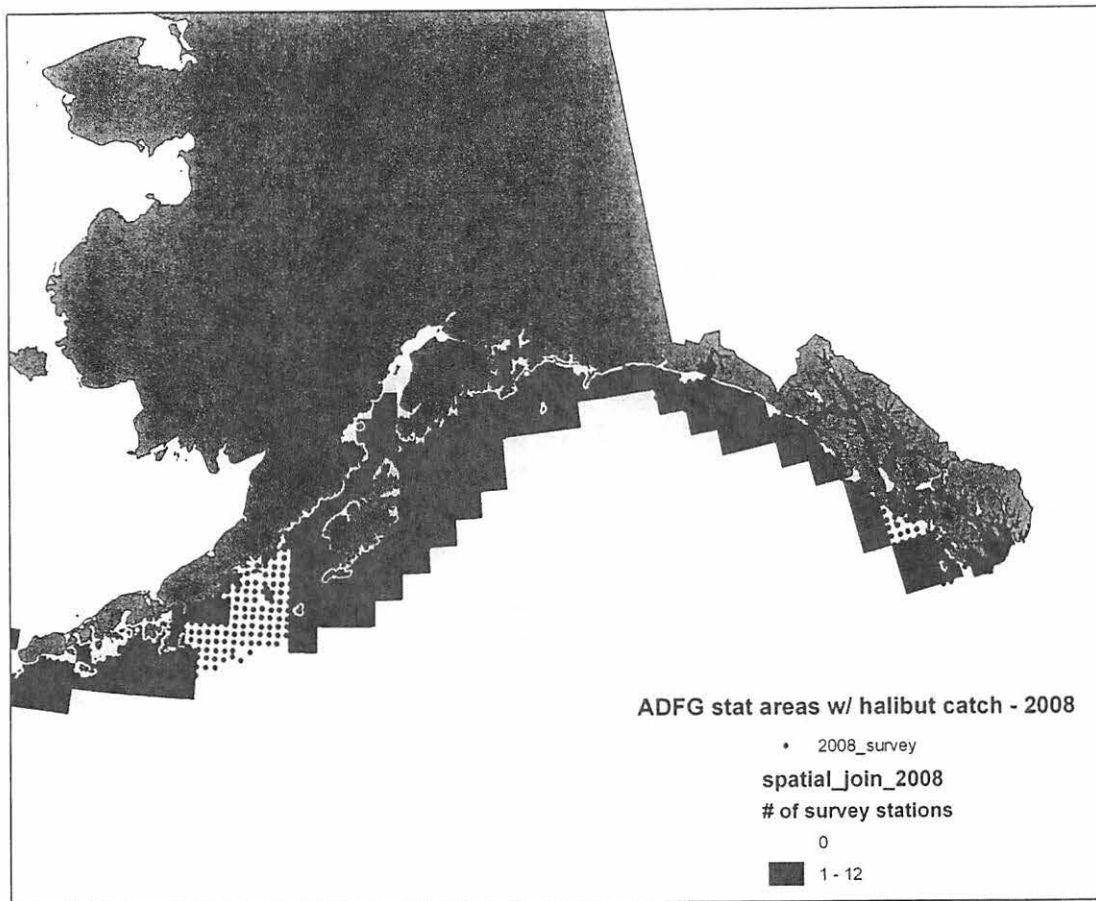 ADFG stat areas w/ halibut catch - 2008
2008_survey
spatial_join_2008
# of survey stations
0
1 - 12